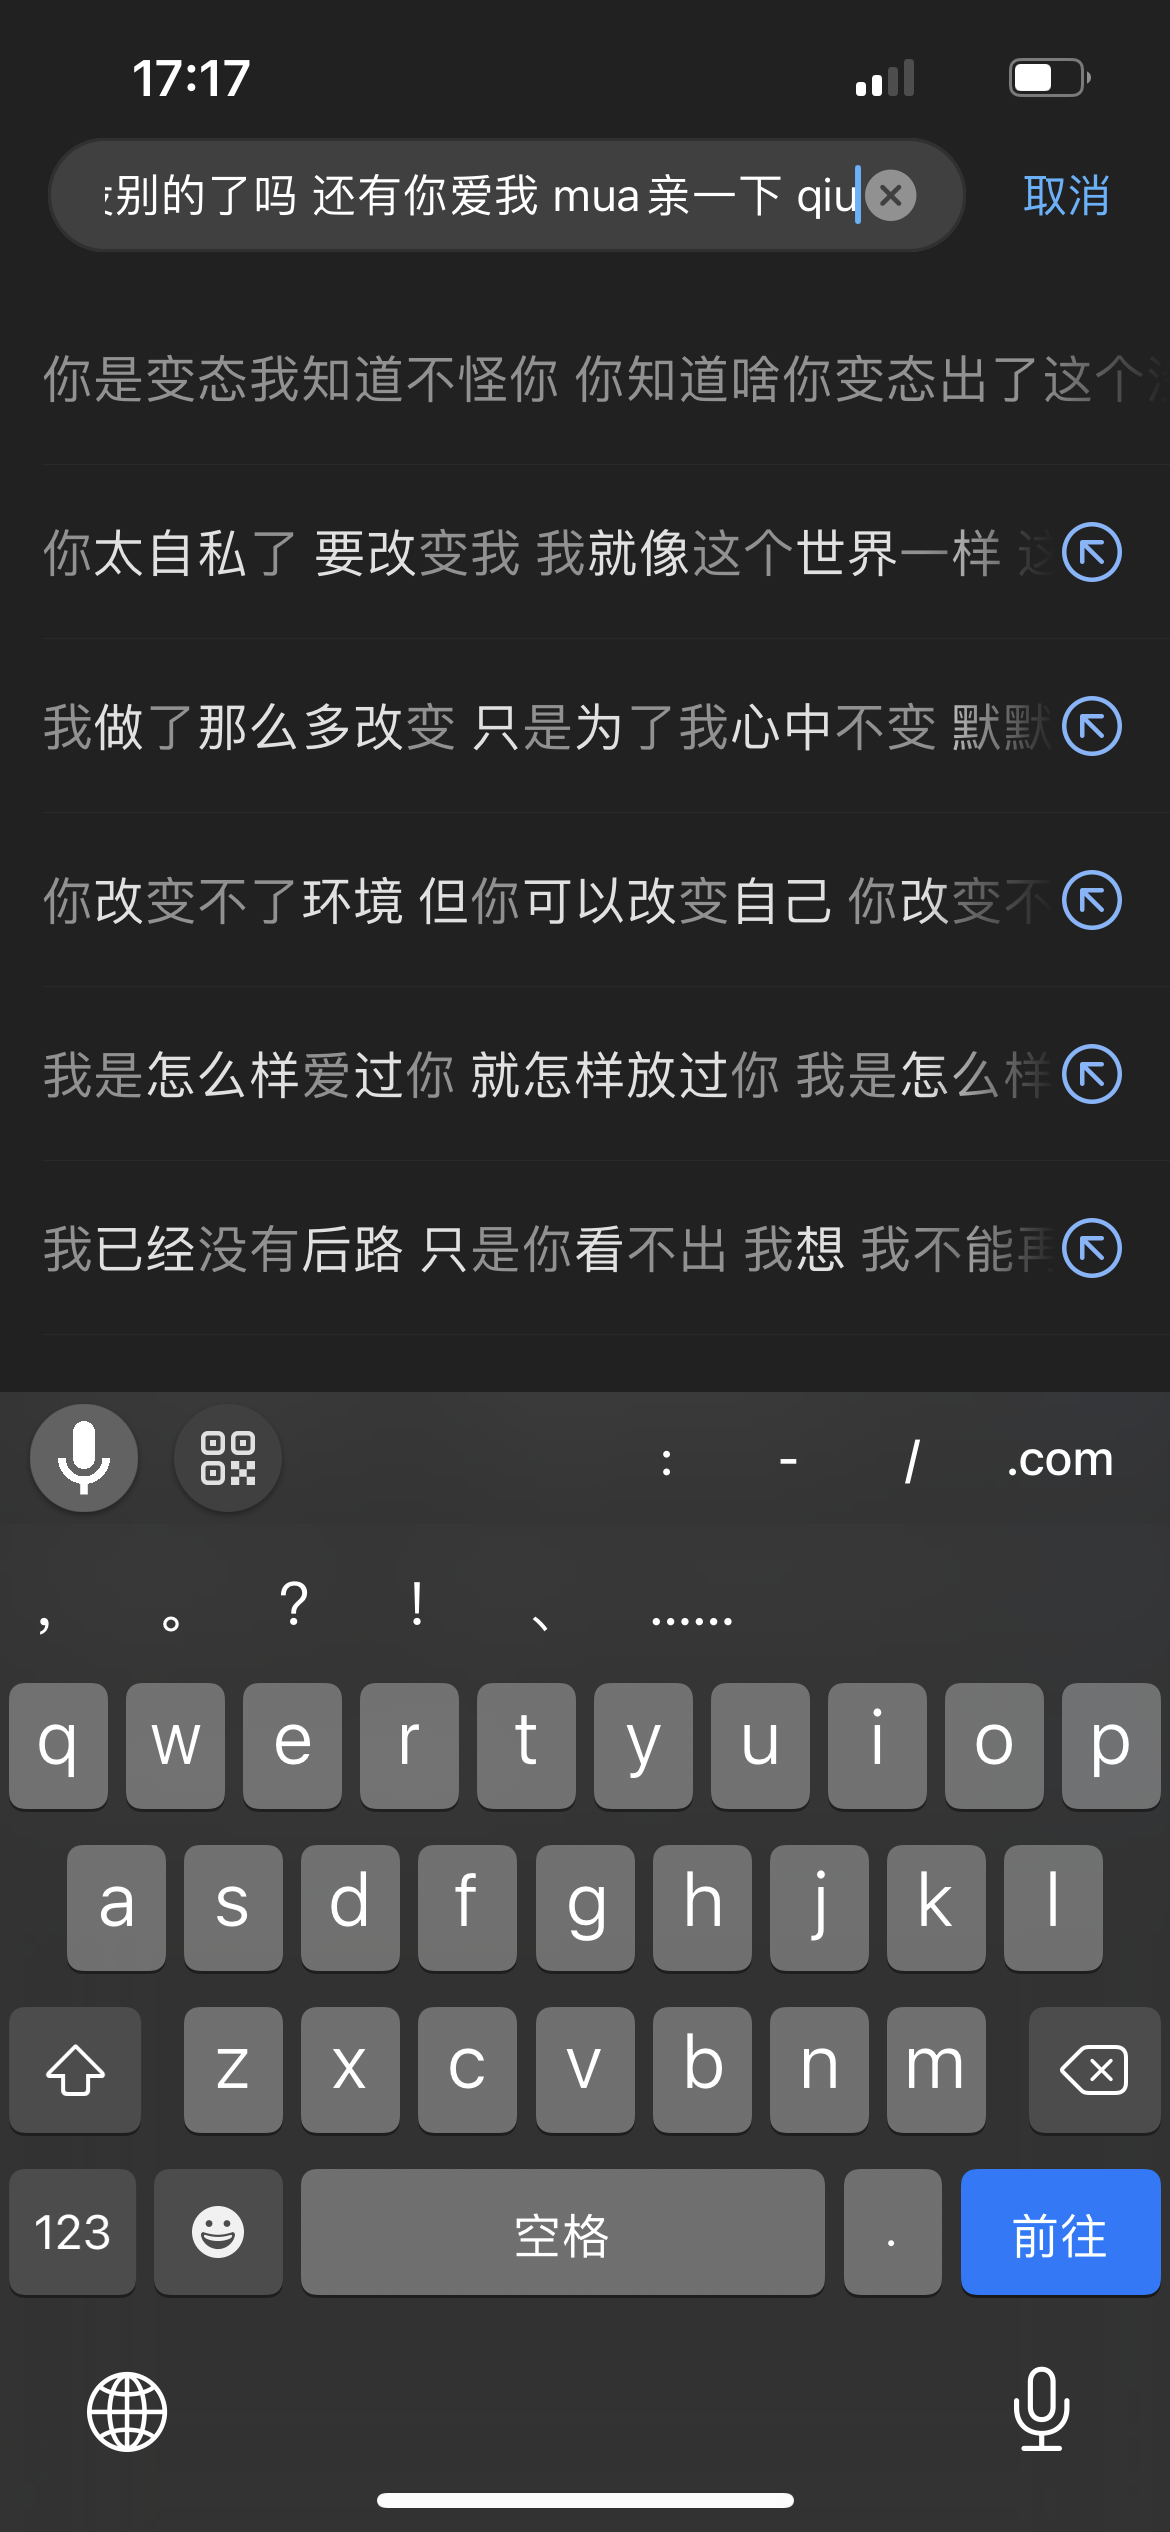 17:17
别的了吗 还有你爱我 mua 亲一下 qiu
取消
你是变态我知道不怪你 你知道啥你变态出了这个
你太自私了 要改变我 我就像这个世界一样 这
我做了那么多改变 只是为了我心中不变 默默
你改变不了环境 但你可以改变自己 你改变不
我是怎么样爱过你 就怎样放过你 我是怎么样
我已经没有后路 只是你看不出 我想 我不能再
: - / .com
， 。 ? ! 、 ……
q w e r t y u i o p
a s d f g h j k l
z x c v b n m
123 空格 . 前往